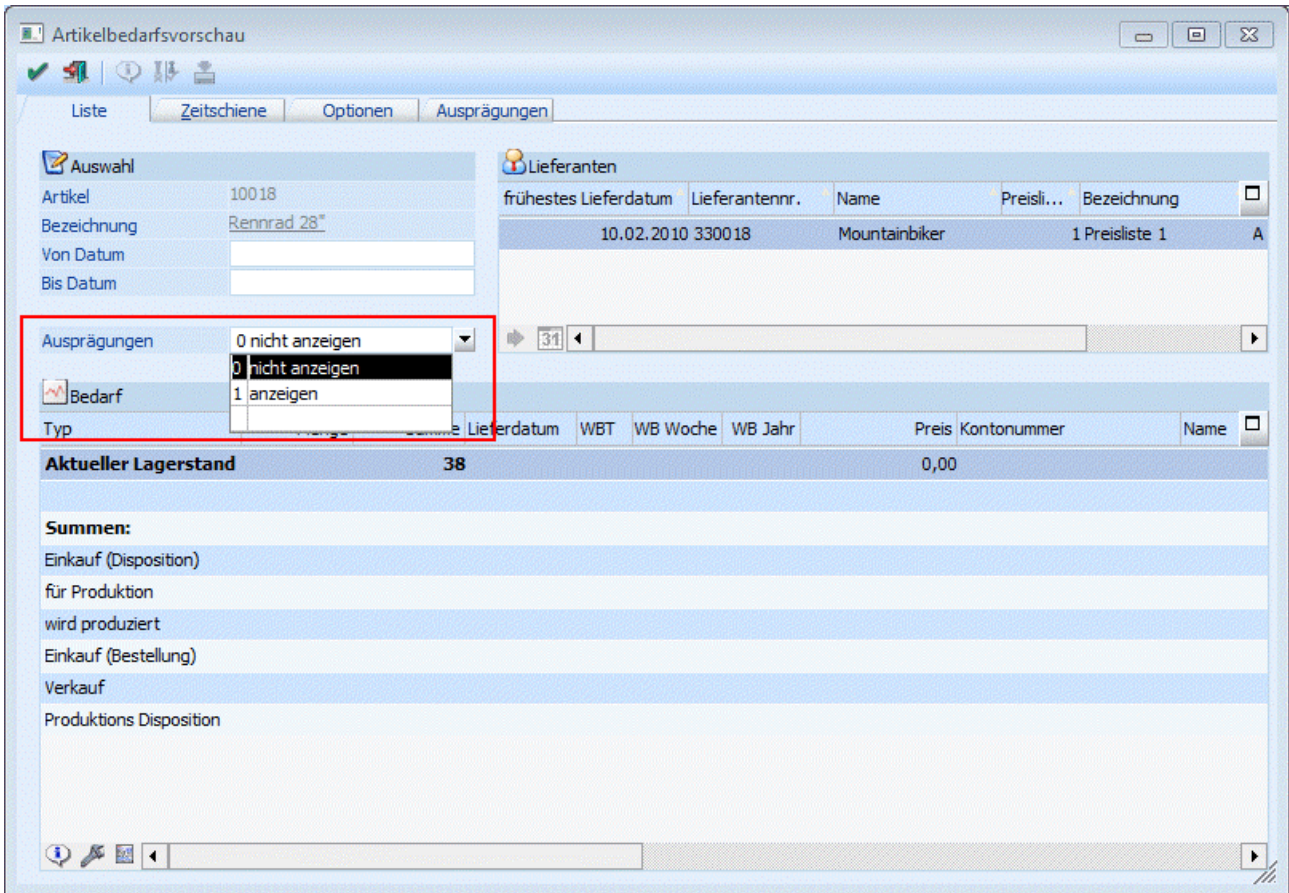 Artikelbedarfsvorschau
Liste Zeitschiene Optionen Ausprägungen
Auswahl
Artikel 10018
Bezeichnung Rennrad 28"
Von Datum
Bis Datum
Ausprägungen 0 nicht anzeigen
0 nicht anzeigen
1 anzeigen
Lieferanten
frühestes Lieferdatum Lieferantennr. Name Preisli... Bezeichnung
10.02.2010 330018 Mountainbiker 1 Preisliste 1 A
31
Bedarf
Typ Lieferdatum WBT WB Woche WB Jahr Preis Kontonummer Name
Aktueller Lagerstand 38 0,00
Summen:
Einkauf (Disposition)
für Produktion
wird produziert
Einkauf (Bestellung)
Verkauf
Produktions Disposition